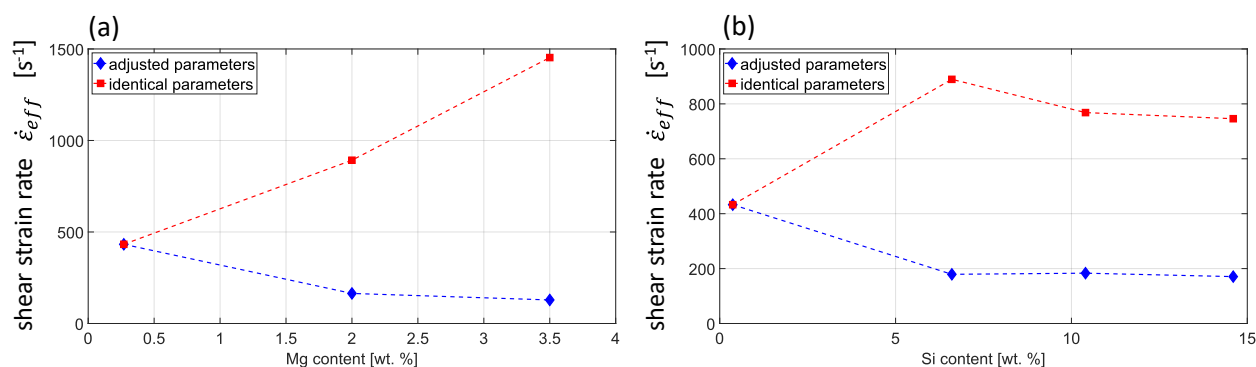 (a)
shear strain rate ε̇eff [s-1]
1500
1000
500
0
adjusted parameters
identical parameters
0 0.5 1 1.5 2 2.5 3 3.5 4
Mg content [wt. %]
(b)
shear strain rate ε̇eff [s-1]
1000
800
600
400
200
0
adjusted parameters
identical parameters
0 5 10 15
Si content [wt. %]